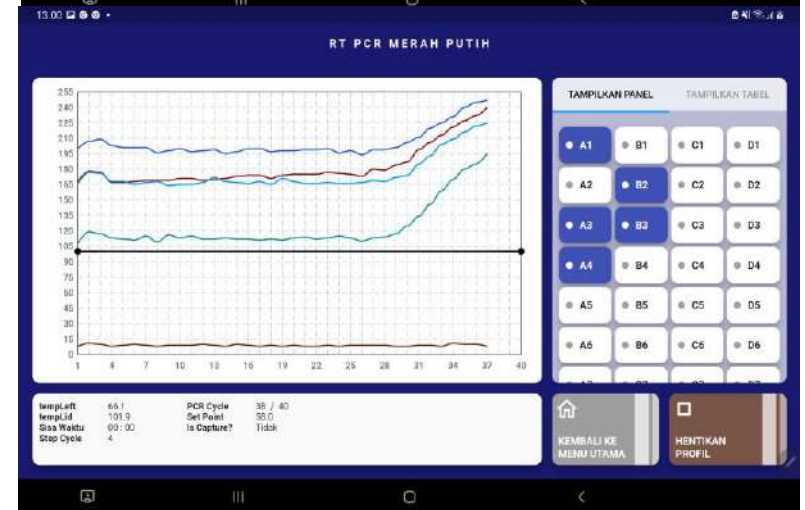 13.00
RT PCR MERAH PUTIH
255
240
225
210
195
180
165
150
135
120
105
90
75
60
45
30
15
0
1 4 7 10 13 16 19 22 25 28 31 34 37 40
TAMPILKAN PANEL TAMPILKAN TABEL
A1 B1 C1 D1
A2 B2 C2 D2
A3 B3 C3 D3
A4 B4 C4 D4
A5 B5 C5 D5
A6 B6 C6 D6
tempLeft 66.1 PCR Cycle 38 / 40
tempLid 101.9 Set Point 58.0
Sisa Waktu 00:00 Is Capture? Tidak
Step Cycle 4
KEMBALI KE
MENU UTAMA
HENTIKAN
PROFIL